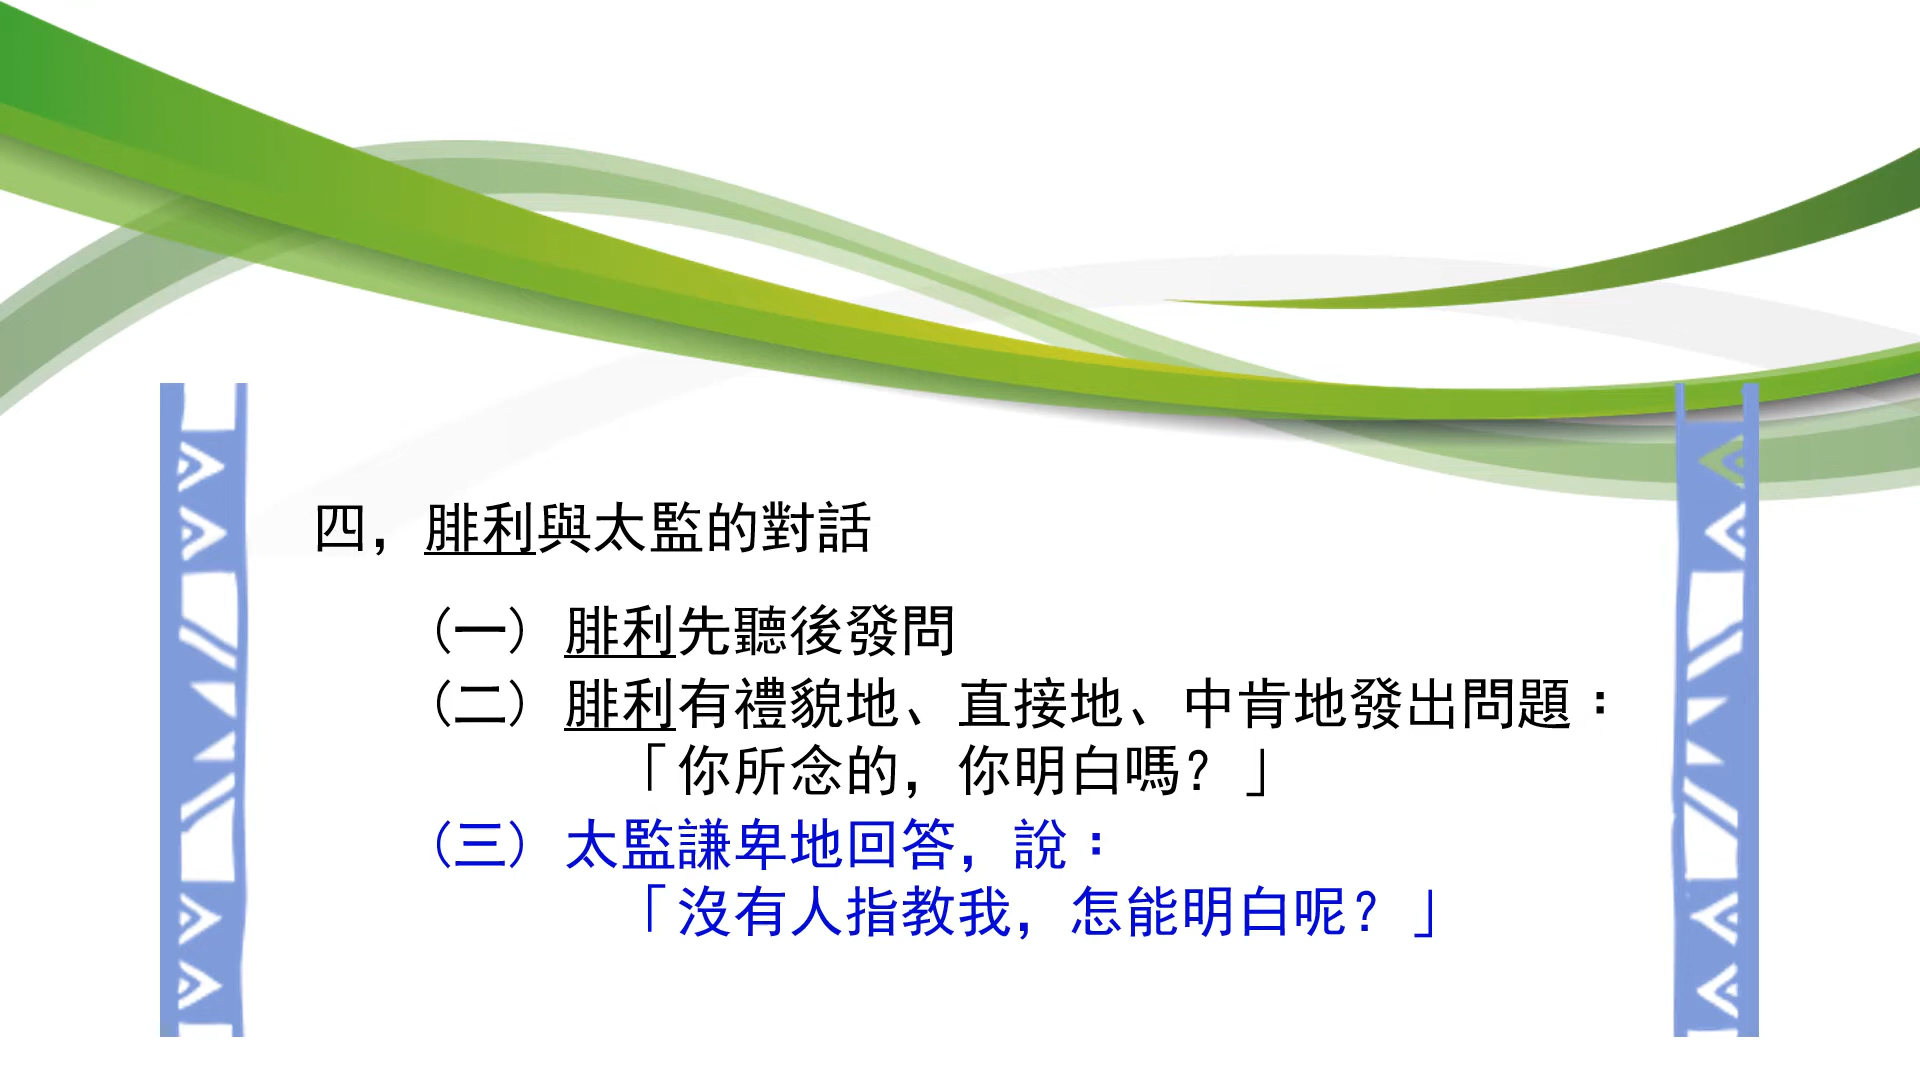 四，腓利與太監的對話
（一）腓利先聽後發問
（二）腓利有禮貌地、直接地、中肯地發出問題：
「你所念的，你明白嗎？」
（三）太監謙卑地回答，說：
「沒有人指教我，怎能明白呢？」